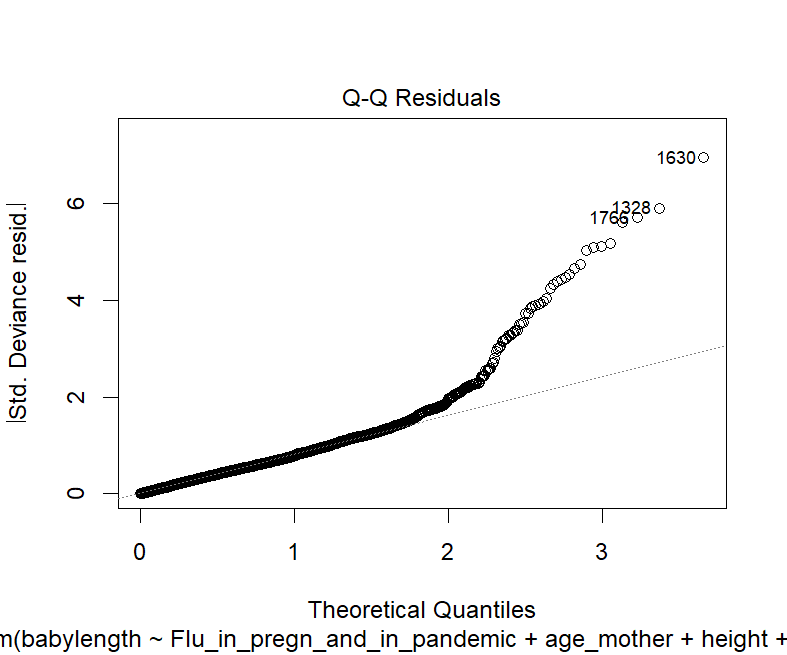 Q-Q Residuals
|Std. Deviance resid.|
6
4
2
0
1630
1328
1766
0 1 2 3
Theoretical Quantiles
m(babylength ~ Flu_in_pregn_and_in_pandemic + age_mother + height +